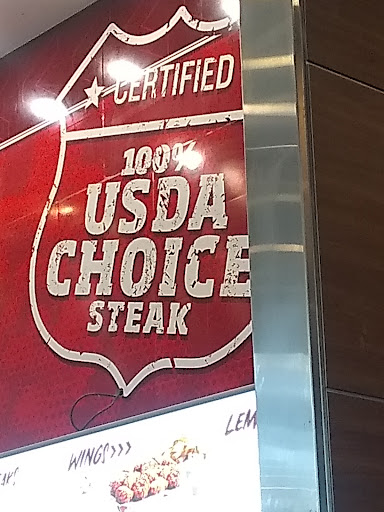 CERTIFIED
100%
USDA
CHOICE
STEAK
WINGS>>>